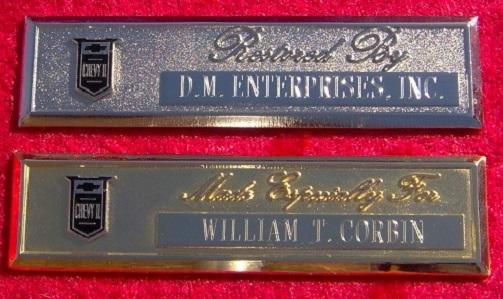 Restored By
CHEVY II
D.M. ENTERPRISES, INC.
Made Especially For
CHEVY II
WILLIAM T. CORBIN